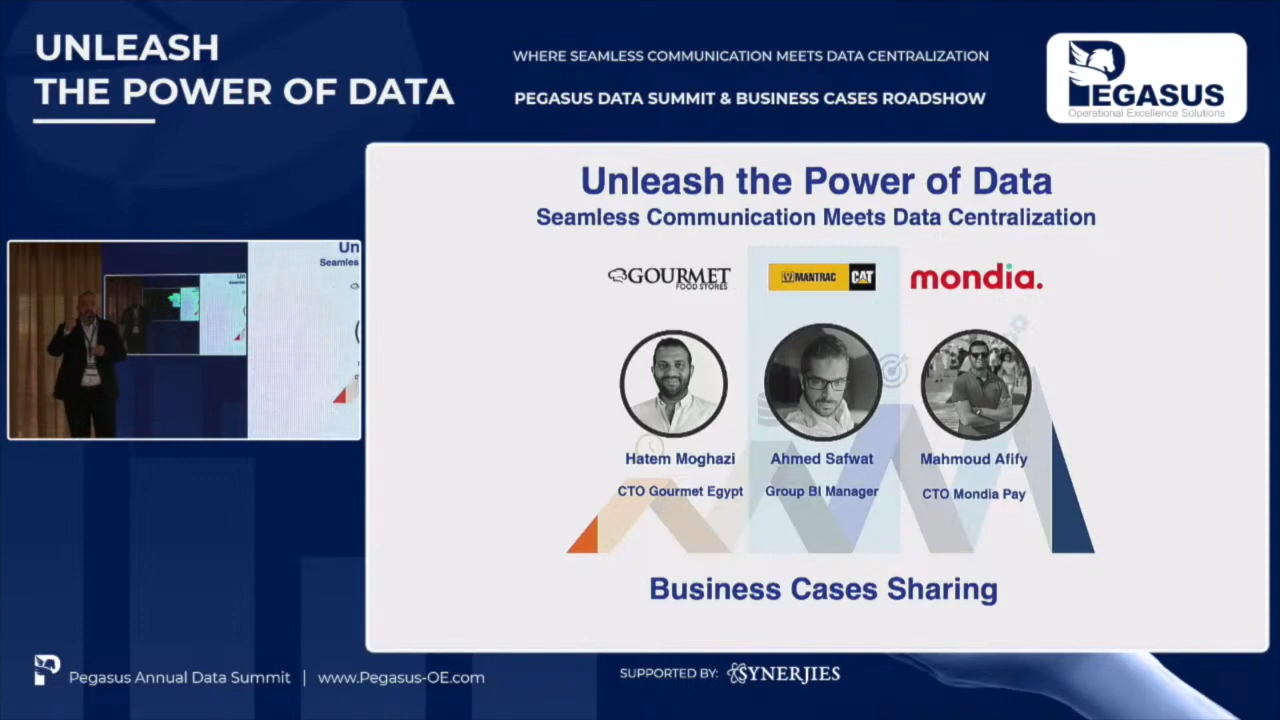 UNLEASH
THE POWER OF DATA
WHERE SEAMLESS COMMUNICATION MEETS DATA CENTRALIZATION
PEGASUS DATA SUMMIT & BUSINESS CASES ROADSHOW
PEGASUS
Operational Excellence Solutions
Unleash the Power of Data
Seamless Communication Meets Data Centralization
GOURMET
FOOD STORES
MANTRAC
CAT
mondia.
Hatem Moghazi
Ahmed Safwat
Mahmoud Afify
CTO Gourmet Egypt
Group BI Manager
CTO Mondia Pay
Business Cases Sharing
Un
Seamles
Pegasus Annual Data Summit | www.Pegasus-OE.com
SUPPORTED BY: SYNERJIES